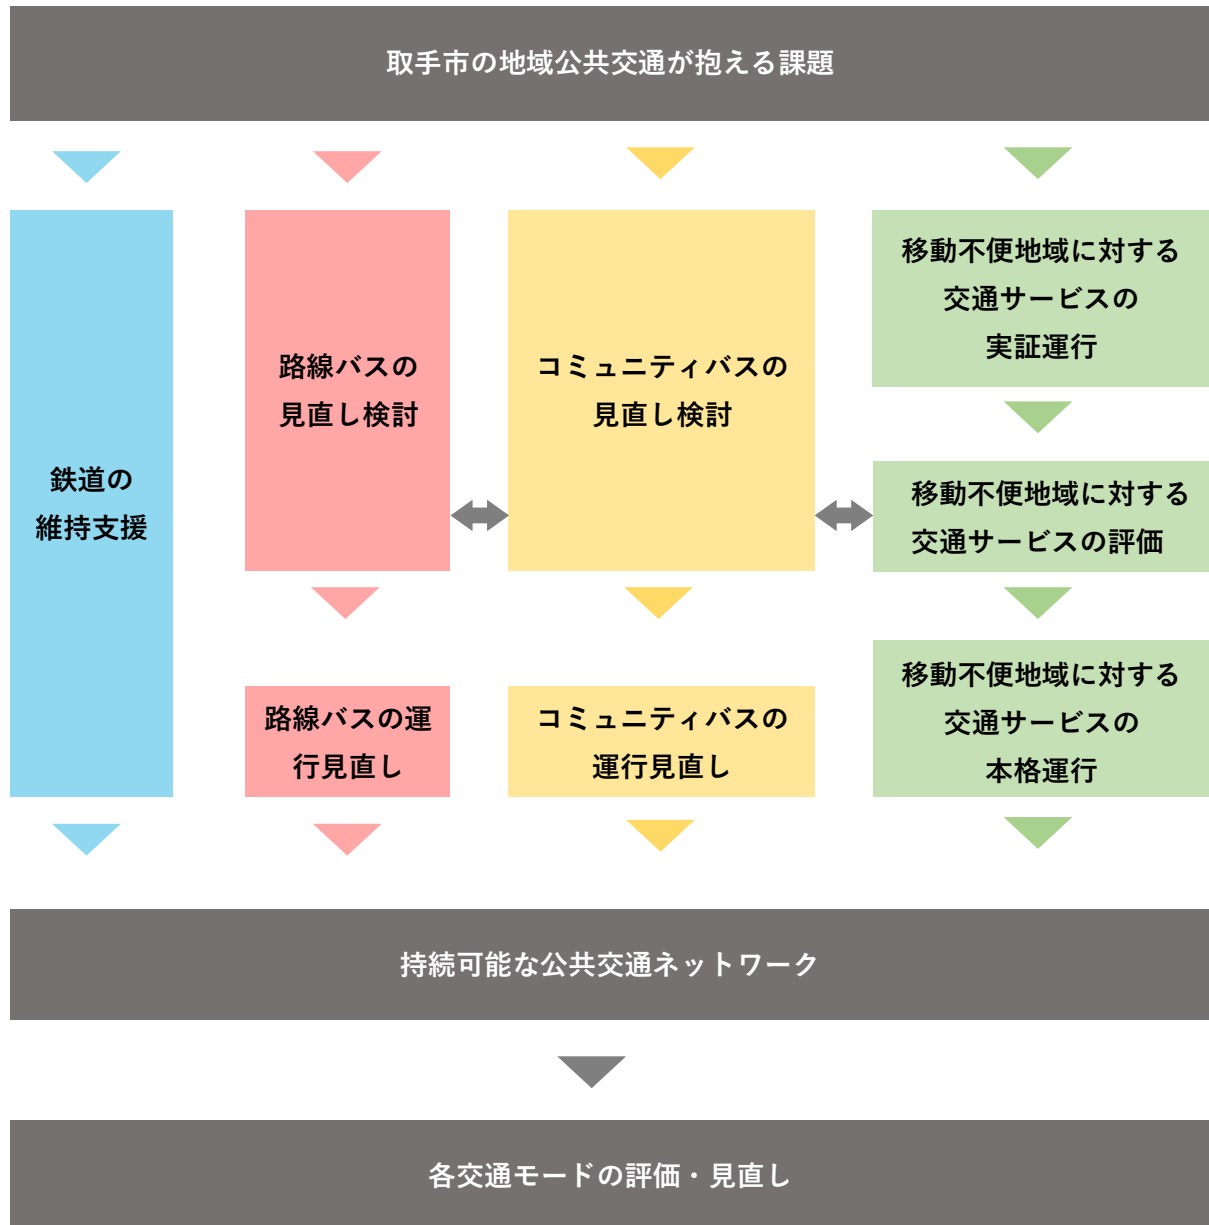 取手市の地域公共交通が抱える課題
鉄道の
維持支援
路線バスの
見直し検討
路線バスの運
行見直し
コミュニティバスの
見直し検討
コミュニティバスの
運行見直し
移動不便地域に対する
交通サービスの
実証運行
移動不便地域に対する
交通サービスの評価
移動不便地域に対する
交通サービスの
本格運行
持続可能な公共交通ネットワーク
各交通モードの評価・見直し